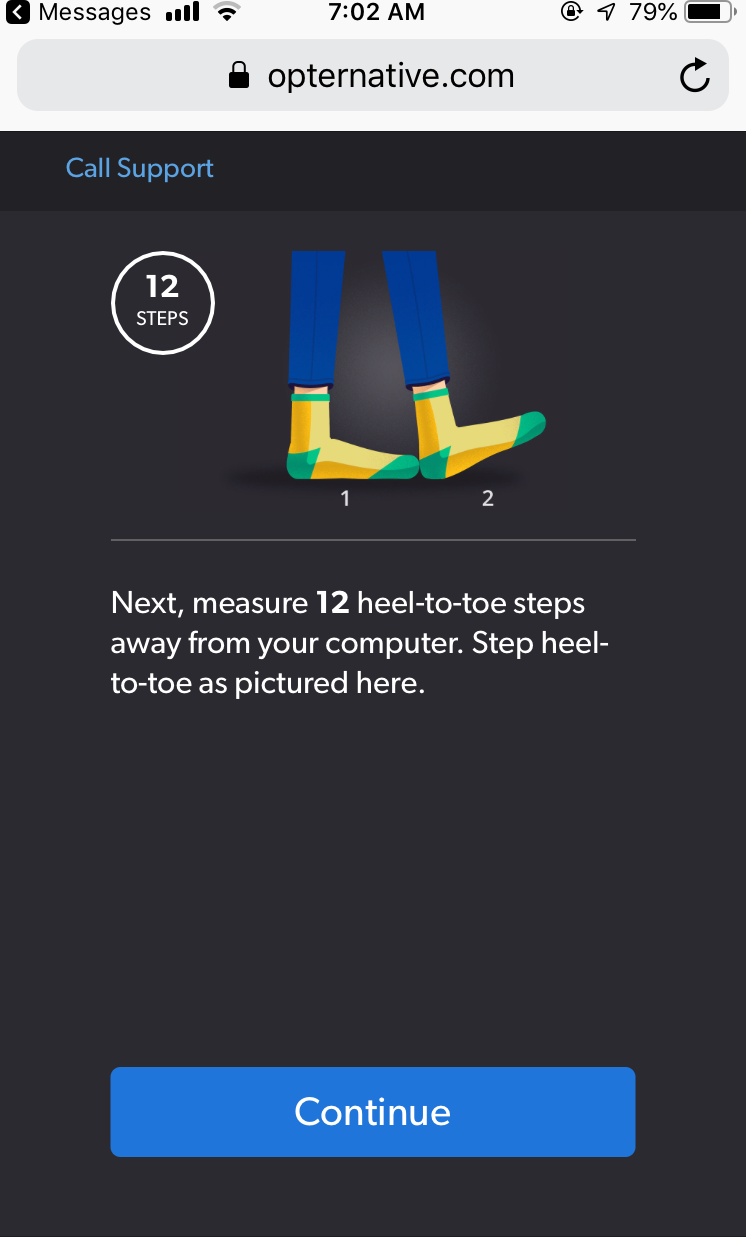 Messages 7:02 AM 79%
opternative.com
Call Support
12
STEPS
1 2
Next, measure 12 heel-to-toe steps
away from your computer. Step heel-
to-toe as pictured here.
Continue